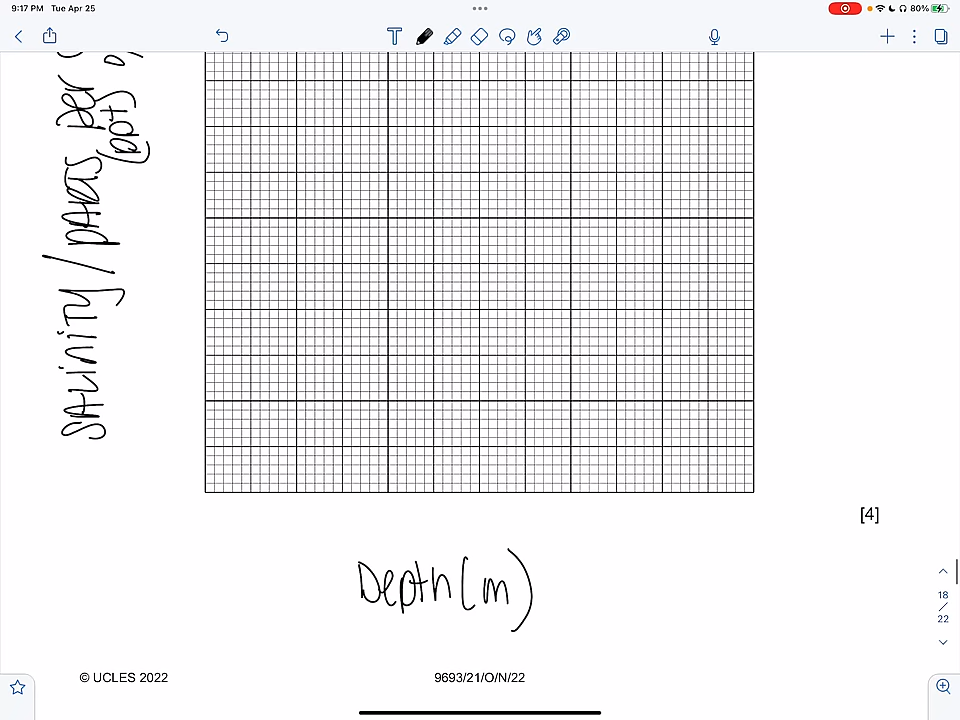 9:17 PM Tue Apr 25
80%
SALINITY / PARTS per
(ppt)
[4]
Depth (m)
18
/
22
© UCLES 2022
9693/21/O/N/22